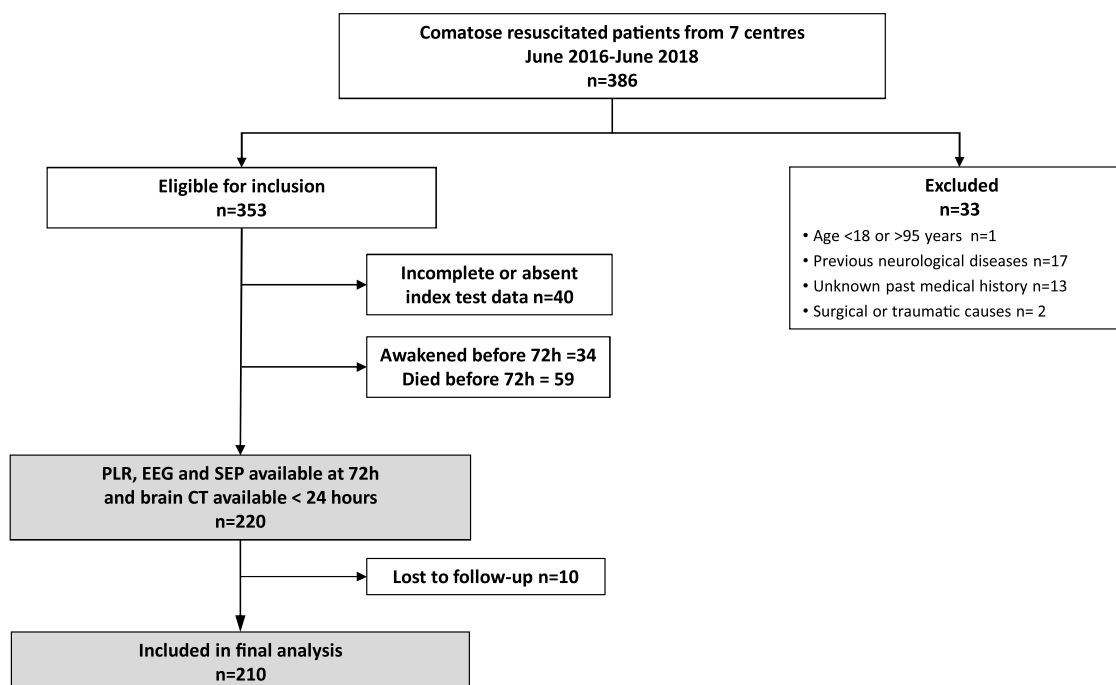 Comatose resuscitated patients from 7 centres
June 2016-June 2018
n=386
Eligible for inclusion
n=353
Excluded
n=33
• Age <18 or >95 years  n=1
• Previous neurological diseases n=17
• Unknown past medical history n=13
• Surgical or traumatic causes n= 2
Incomplete or absent
index test data n=40
Awakened before 72h =34
Died before 72h = 59
PLR, EEG and SEP available at 72h
and brain CT available < 24 hours
n=220
Lost to follow-up n=10
Included in final analysis
n=210